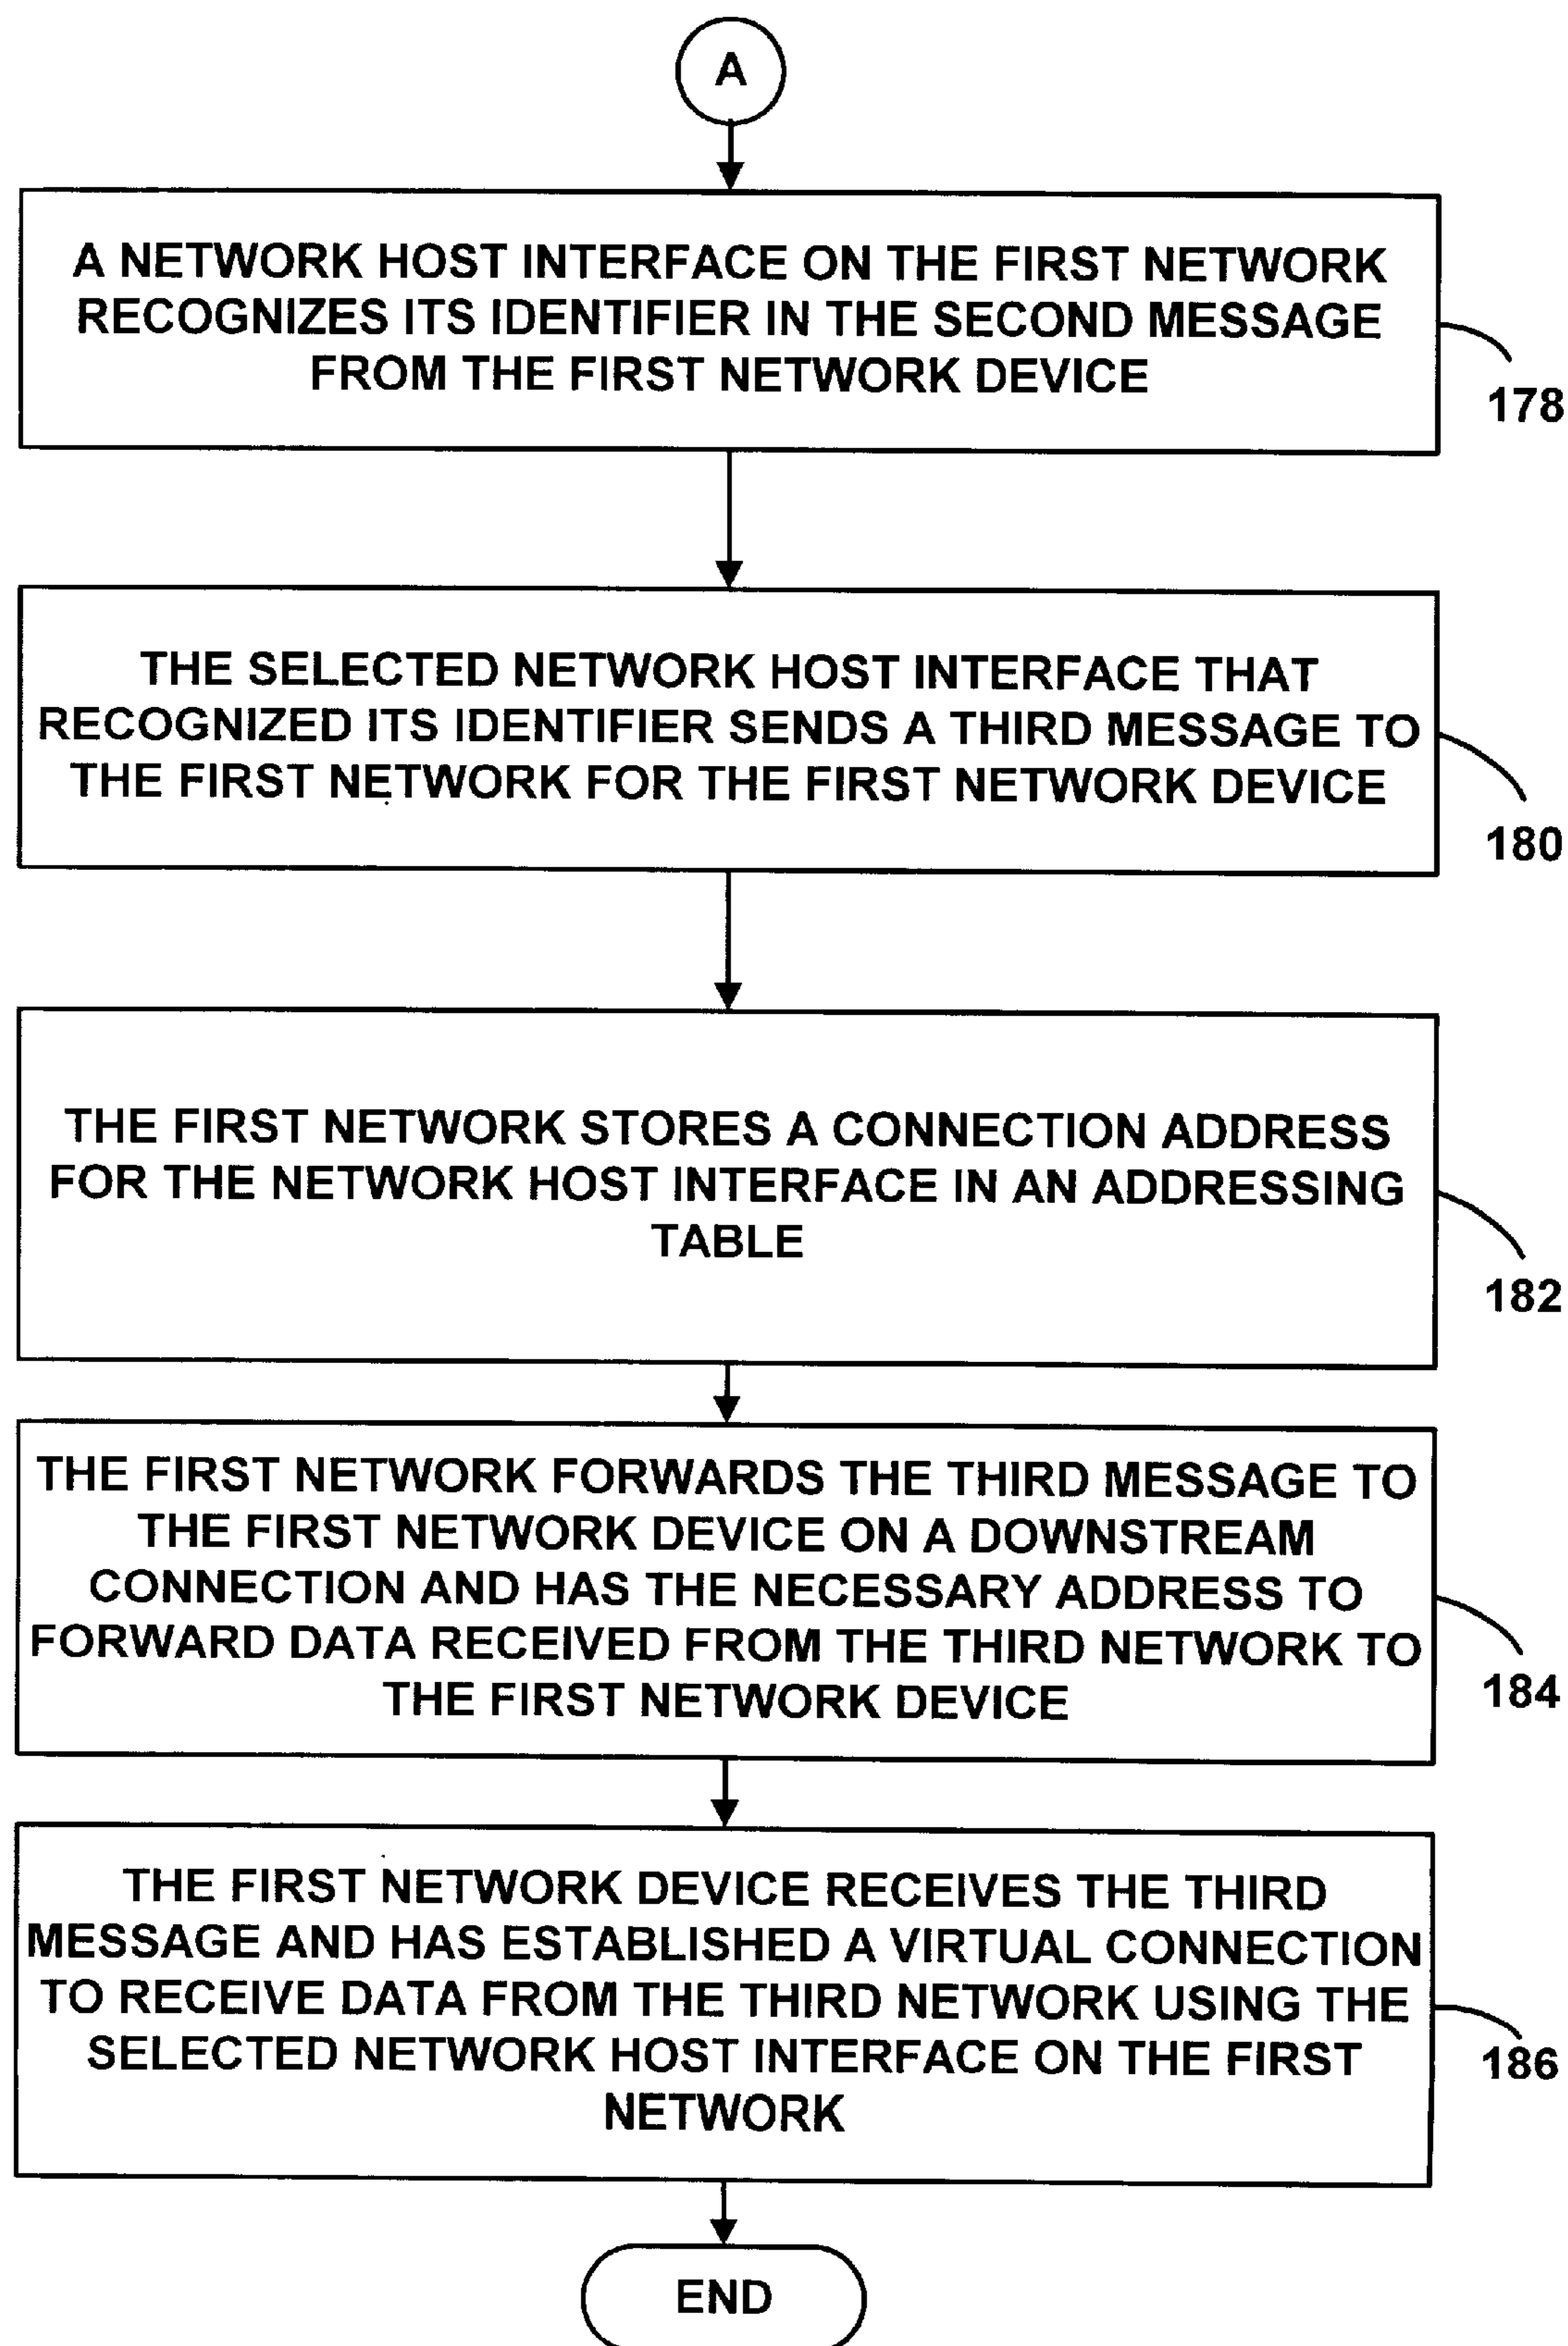 A
A NETWORK HOST INTERFACE ON THE FIRST NETWORK
RECOGNIZES ITS IDENTIFIER IN THE SECOND MESSAGE
FROM THE FIRST NETWORK DEVICE
178
THE SELECTED NETWORK HOST INTERFACE THAT
RECOGNIZED ITS IDENTIFIER SENDS A THIRD MESSAGE TO
THE FIRST NETWORK FOR THE FIRST NETWORK DEVICE
180
THE FIRST NETWORK STORES A CONNECTION ADDRESS
FOR THE NETWORK HOST INTERFACE IN AN ADDRESSING
TABLE
182
THE FIRST NETWORK FORWARDS THE THIRD MESSAGE TO
THE FIRST NETWORK DEVICE ON A DOWNSTREAM
CONNECTION AND HAS THE NECESSARY ADDRESS TO
FORWARD DATA RECEIVED FROM THE THIRD NETWORK TO
THE FIRST NETWORK DEVICE
184
THE FIRST NETWORK DEVICE RECEIVES THE THIRD
MESSAGE AND HAS ESTABLISHED A VIRTUAL CONNECTION
TO RECEIVE DATA FROM THE THIRD NETWORK USING THE
SELECTED NETWORK HOST INTERFACE ON THE FIRST
NETWORK
186
END